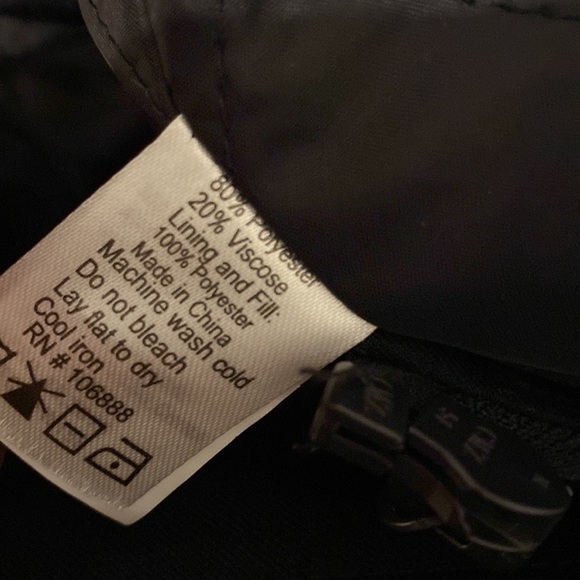 80% Polyester
20% Viscose
Lining and Fill:
100% Polyester
Made in China
Machine wash cold
Do not bleach
Lay flat to dry
Cool iron
RN # 106888